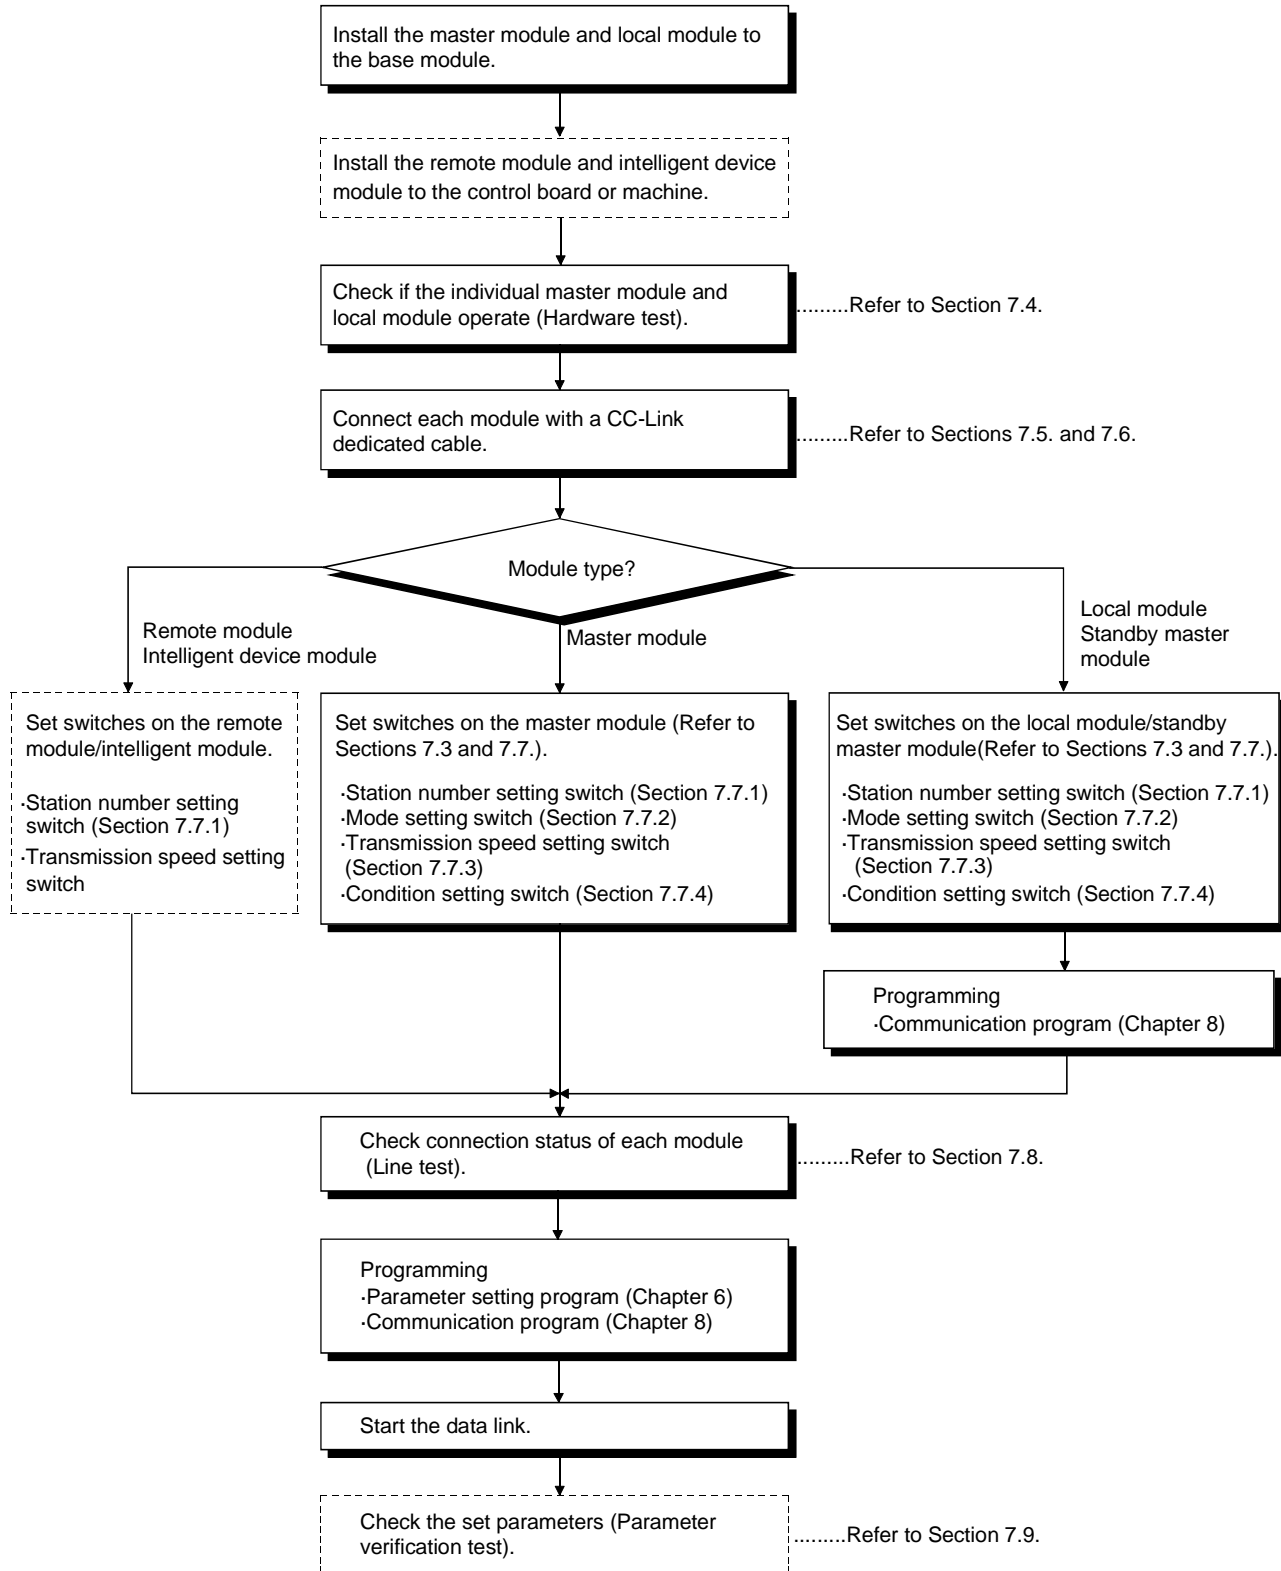 Install the master module and local module to
the base module.
Install the remote module and intelligent device
module to the control board or machine.
Check if the individual master module and
local module operate (Hardware test).
.........Refer to Section 7.4.
Connect each module with a CC-Link
dedicated cable.
.........Refer to Sections 7.5. and 7.6.
Module type?
Remote module
Intelligent device module
Master module
Local module
Standby master
module
Set switches on the remote
module/intelligent module.
·Station number setting
switch (Section 7.7.1)
·Transmission speed setting
switch
Set switches on the master module (Refer to
Sections 7.3 and 7.7.).
·Station number setting switch (Section 7.7.1)
·Mode setting switch (Section 7.7.2)
·Transmission speed setting switch
(Section 7.7.3)
·Condition setting switch (Section 7.7.4)
Set switches on the local module/standby
master module(Refer to Sections 7.3 and 7.7.).
·Station number setting switch (Section 7.7.1)
·Mode setting switch (Section 7.7.2)
·Transmission speed setting switch
(Section 7.7.3)
·Condition setting switch (Section 7.7.4)
Programming
·Communication program (Chapter 8)
Check connection status of each module
(Line test).
.........Refer to Section 7.8.
Programming
·Parameter setting program (Chapter 6)
·Communication program (Chapter 8)
Start the data link.
Check the set parameters (Parameter
verification test).
.........Refer to Section 7.9.